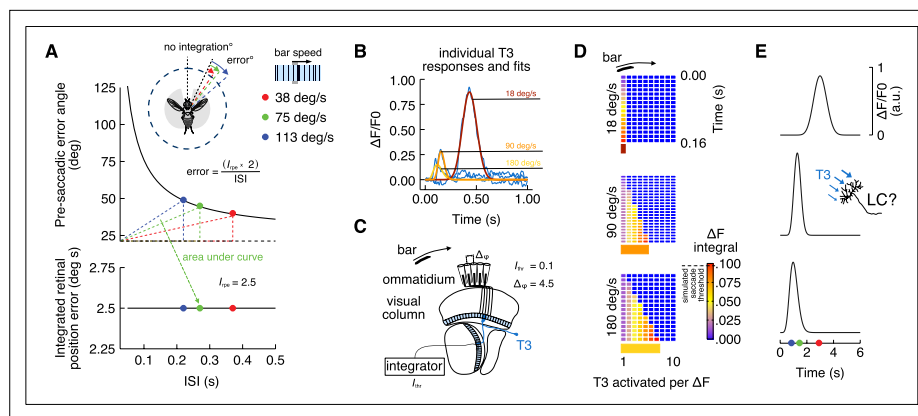 A
no integration°
error°
bar speed
38 deg/s
75 deg/s
113 deg/s
Pre-saccadic error angle
(deg)
125
100
75
50
25
error = (Irpe × 2)
ISI
area under curve
Irpe = 2.5
Integrated retinal
position error (deg s)
2.75
2.5
2.25
0.1
0.2
0.3
0.4
0.5
ISI (s)
B
individual T3
responses and fits
ΔF/F0
1.00
0.75
0.50
0.25
0.00
18 deg/s
90 deg/s
180 deg/s
0.00
0.50
1.00
Time (s)
C
bar
Δφ
ommatidium
visual
column
Ithr = 0.1
Δφ = 4.5
T3
integrator
Ithr
D
bar
18 deg/s
0.00
Time (s)
0.16
90 deg/s
180 deg/s
ΔF
integral
simulated
saccade
threshold
.100
.075
.050
.025
.000
1
10
T3 activated per ΔF
E
1
0
ΔF/F0
(a.u.)
T3
LC?
0
2
4
6
Time (s)